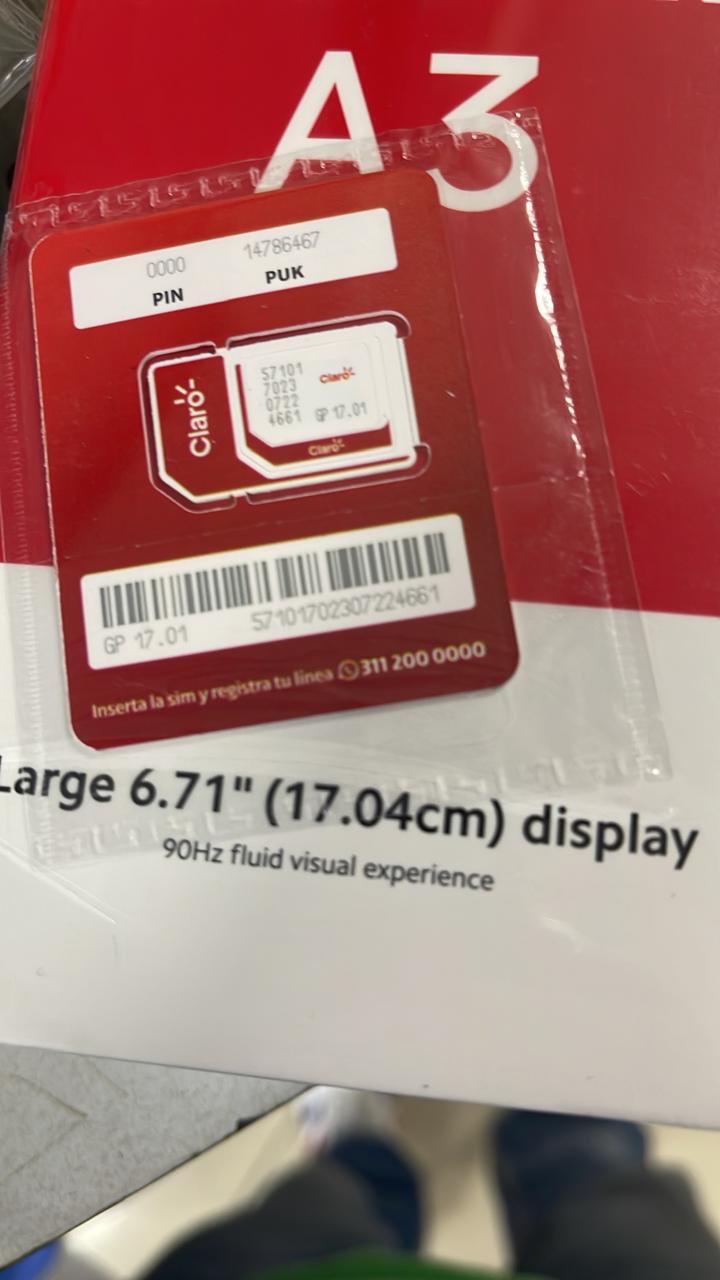 A3
0000 14786467
PIN PUK
Claro
57101
7023
0722
4661 GP 17.01
Claro
Claro
GP 17.01 57101702307224661
Inserta la sim y registra tu línea 311 200 0000
Large 6.71" (17.04cm) display
90Hz fluid visual experience